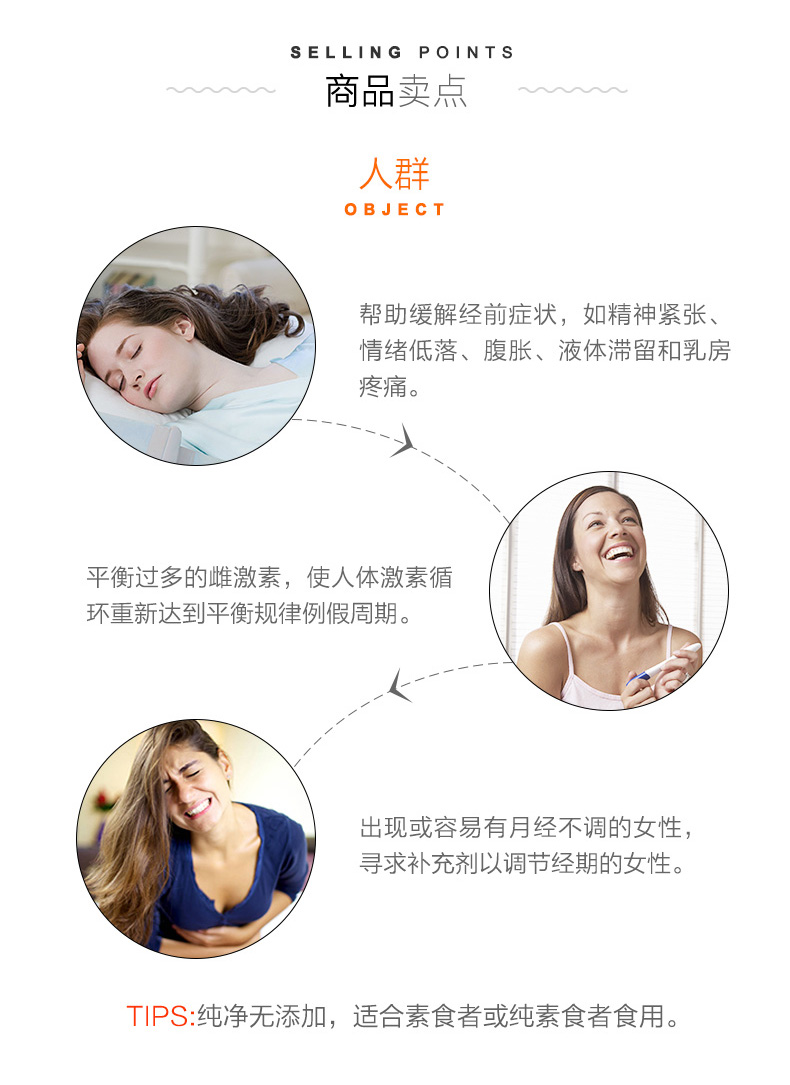 SELLING POINTS
商品卖点
人群
OBJECT
帮助缓解经前症状，如精神紧张、
情绪低落、腹胀、液体滞留和乳房
疼痛。
平衡过多的雌激素，使人体激素循
环重新达到平衡规律例假周期。
出现或容易有月经不调的女性，
寻求补充剂以调节经期的女性。
TIPS:纯净无添加，适合素食者或纯素食者食用。